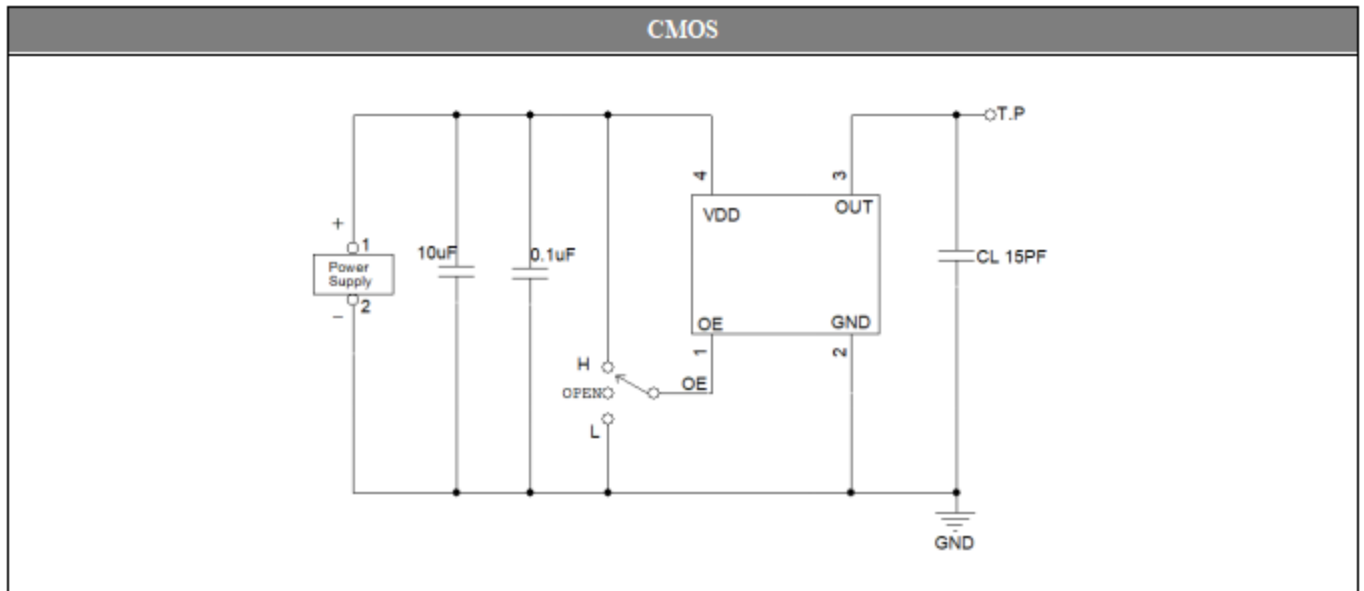 CMOS
T.P
4
3
VDD
OUT
+
1
Power
Supply
2
−
10uF
0.1uF
CL 15PF
OE
GND
1
2
H
OPEN
L
OE
GND